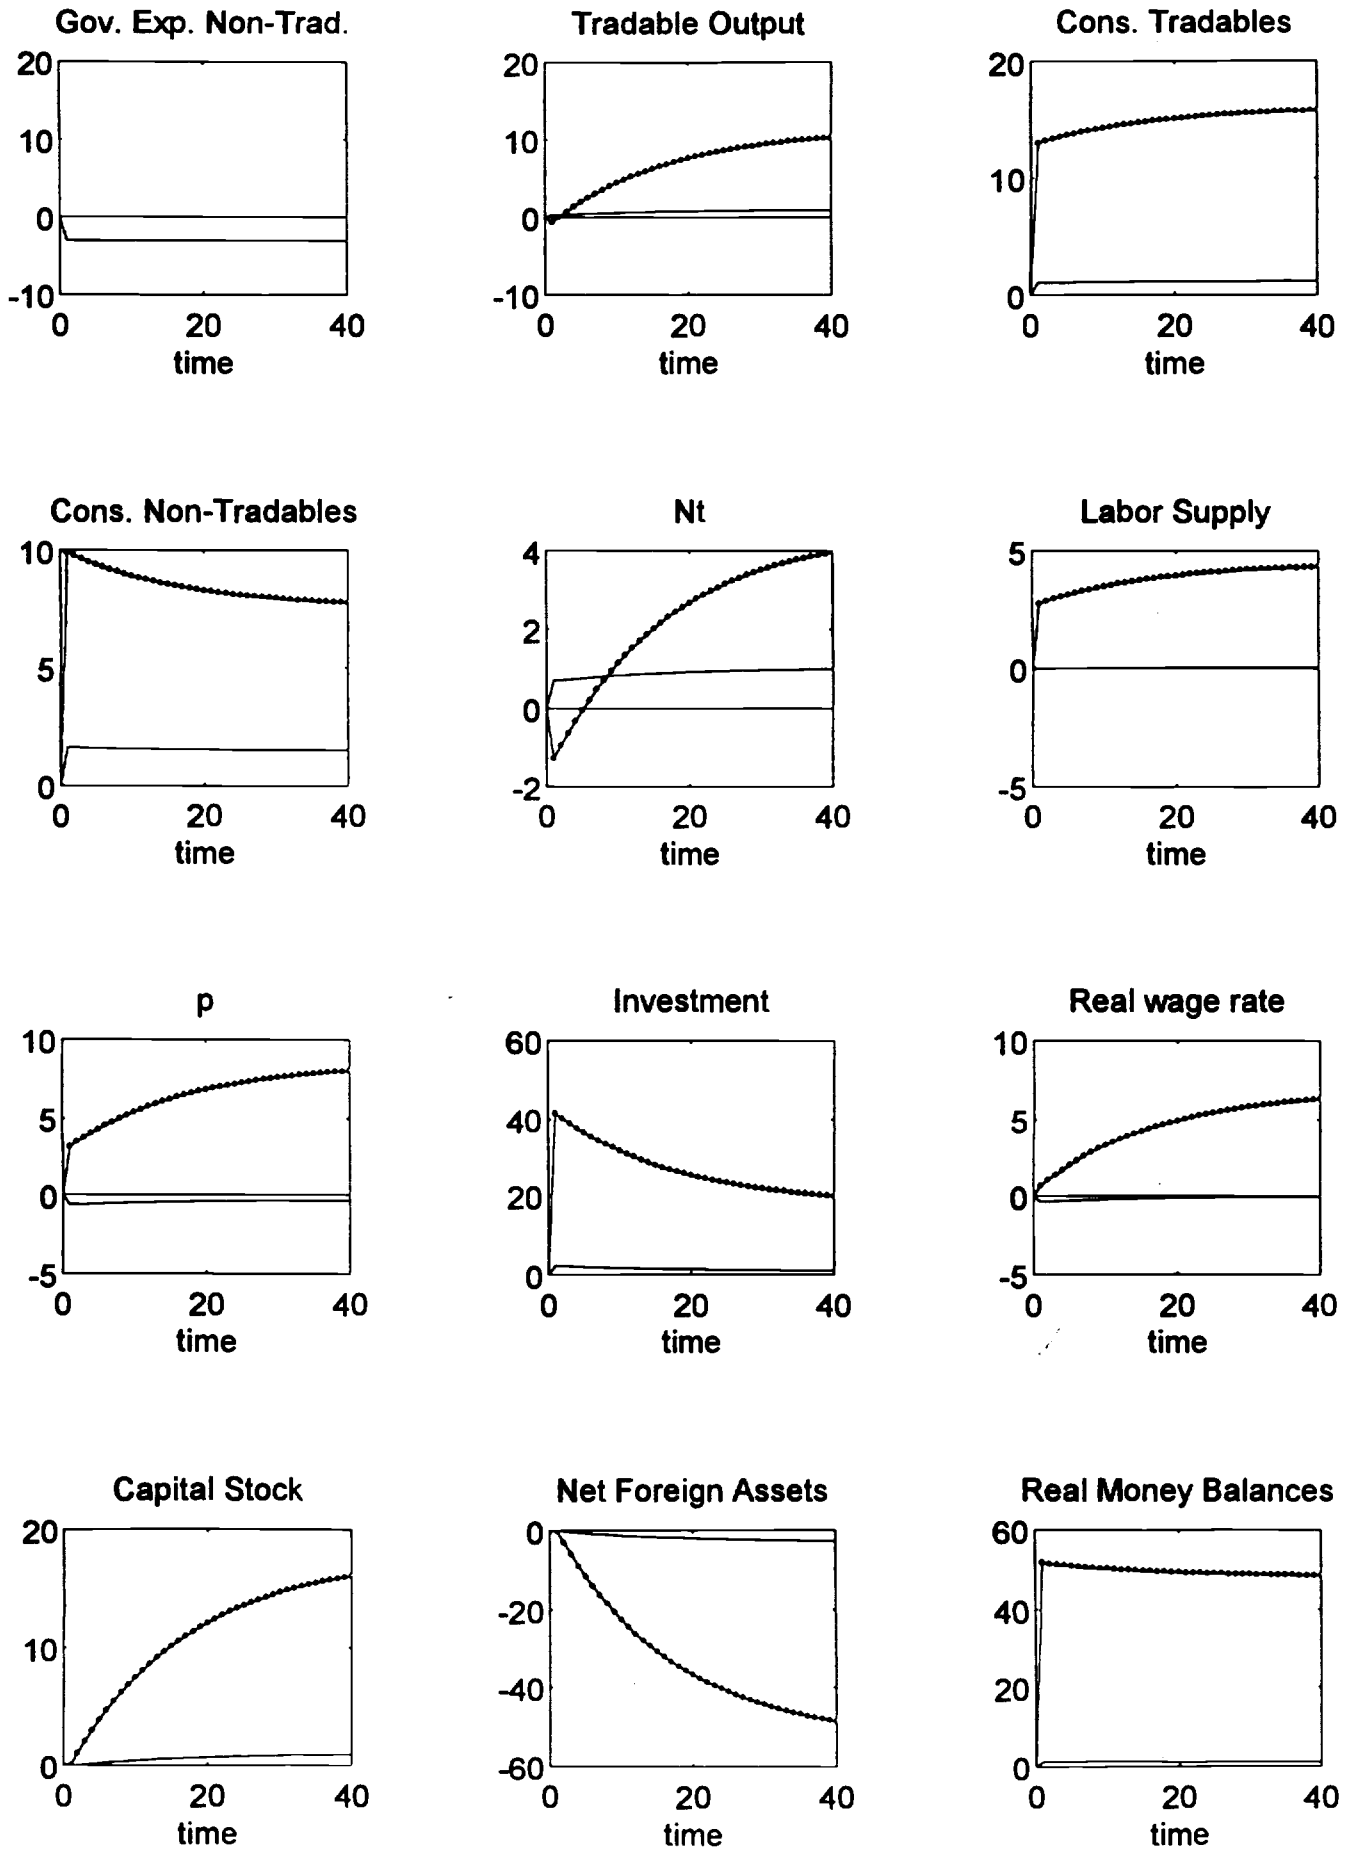 Gov. Exp. Non-Trad.
20
10
0
-10
0 20 40
time
Tradable Output
20
10
0
-10
0 20 40
time
Cons. Tradables
20
10
0
0 20 40
time
Cons. Non-Tradables
10
5
0
0 20 40
time
Nt
4
2
0
-2
0 20 40
time
Labor Supply
5
0
-5
0 20 40
time
p
10
5
0
-5
0 20 40
time
Investment
60
40
20
0
0 20 40
time
Real wage rate
10
5
0
-5
0 20 40
time
Capital Stock
20
10
0
0 20 40
time
Net Foreign Assets
0
-20
-40
-60
0 20 40
time
Real Money Balances
60
40
20
0
0 20 40
time